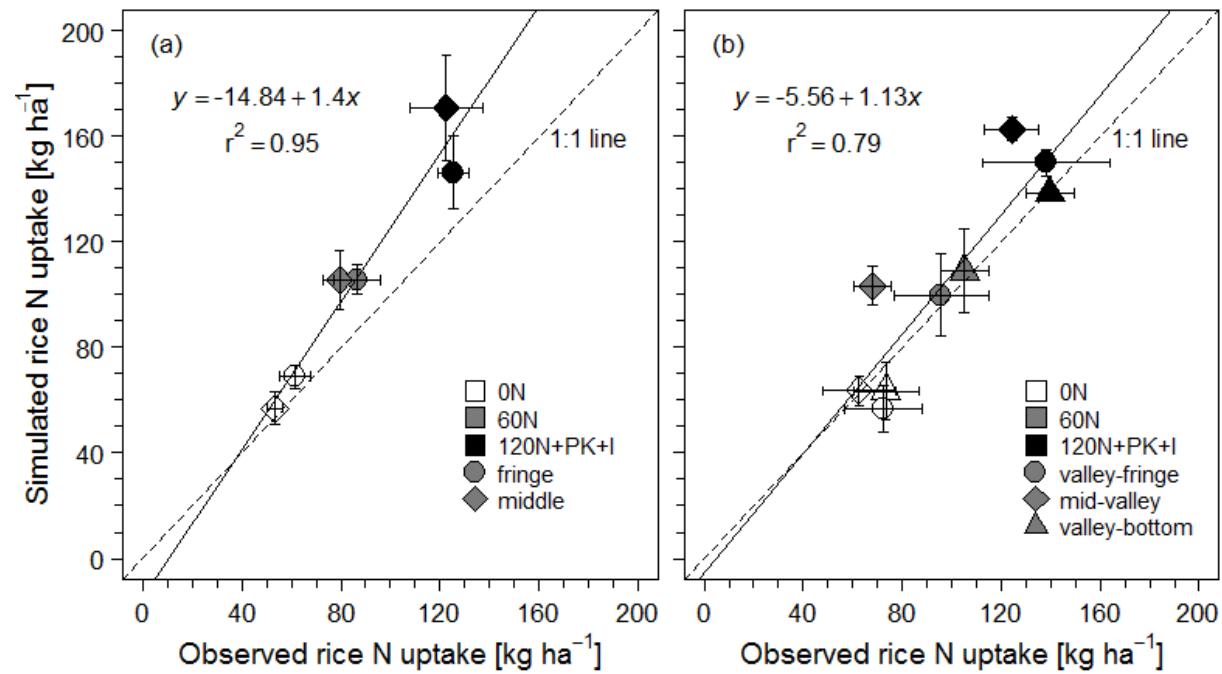 (a)
y = -14.84 + 1.4x
r² = 0.95
1:1 line
0N
60N
120N+PK+I
fringe
middle
200
160
120
80
40
0
0 40 80 120 160 200
Simulated rice N uptake [kg ha⁻¹]
Observed rice N uptake [kg ha⁻¹]
(b)
y = -5.56 + 1.13x
r² = 0.79
1:1 line
0N
60N
120N+PK+I
valley-fringe
mid-valley
valley-bottom
0 40 80 120 160 200
Observed rice N uptake [kg ha⁻¹]